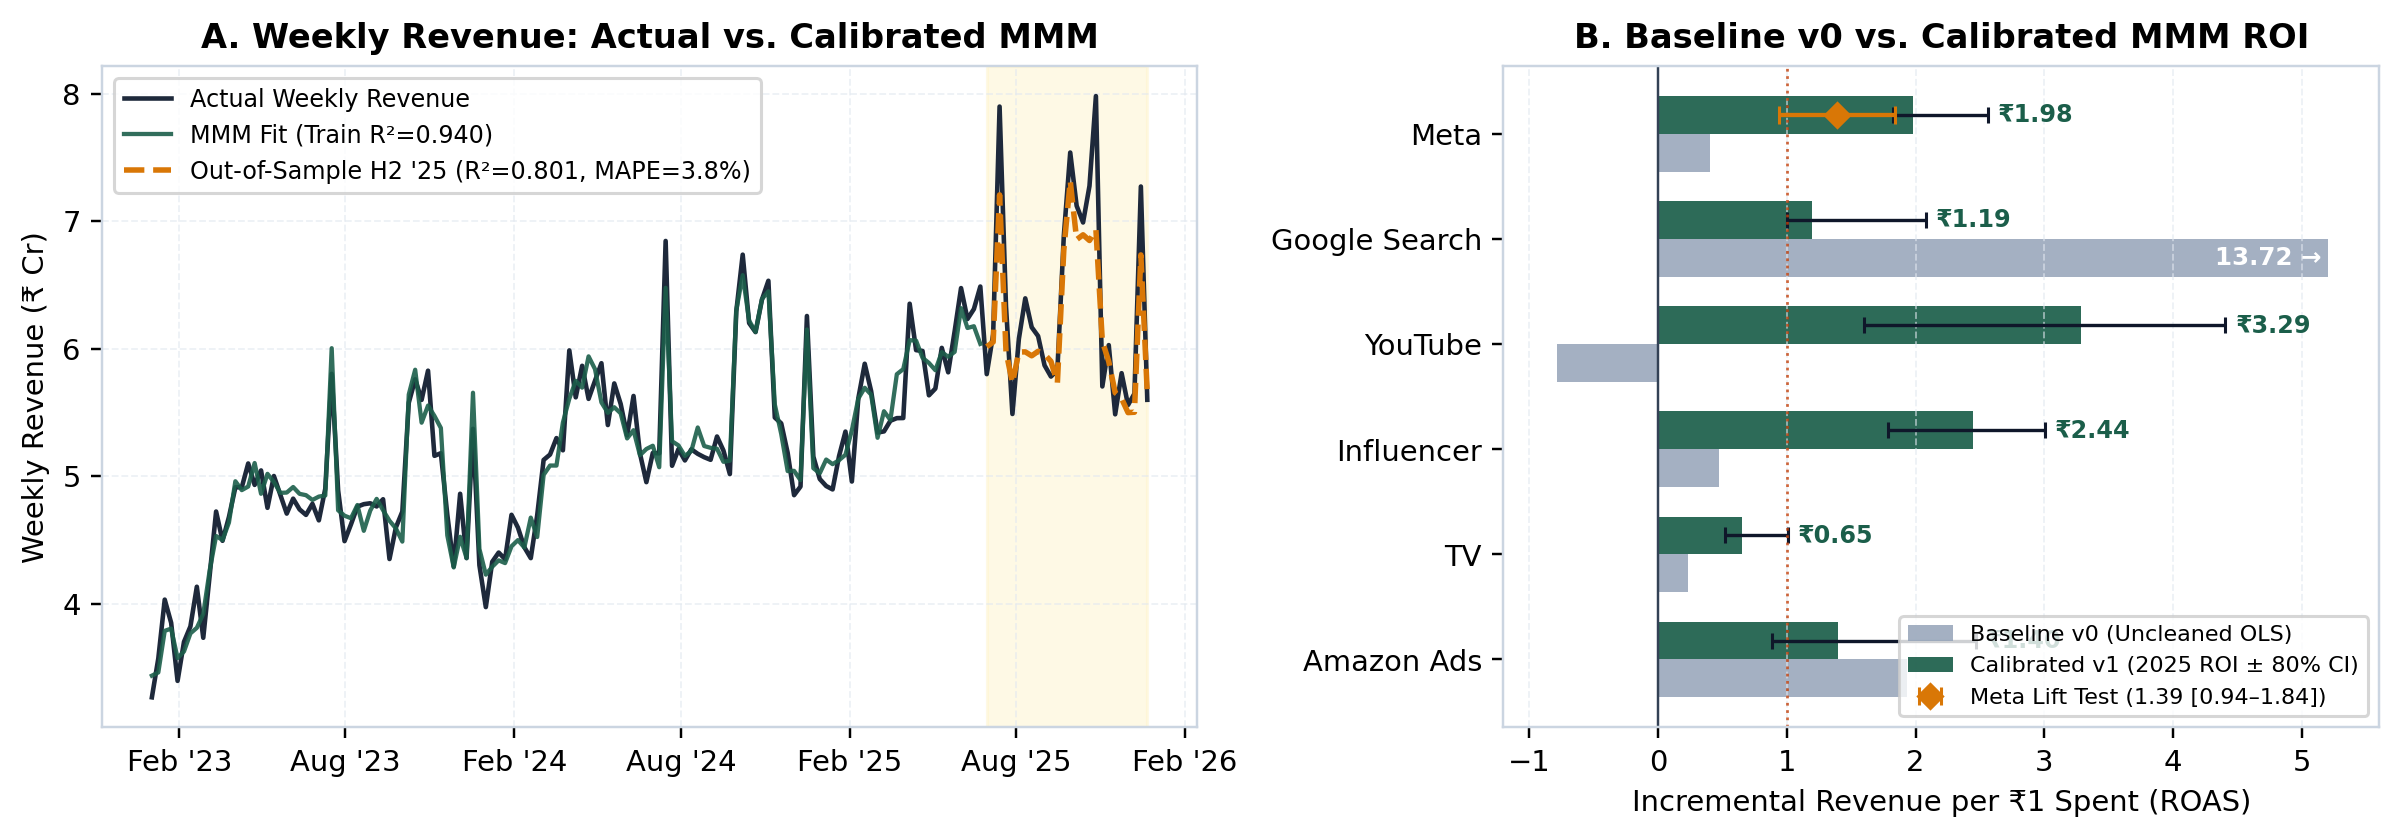 A. Weekly Revenue: Actual vs. Calibrated MMM
Weekly Revenue (₹ Cr)
8
7
6
5
4
Actual Weekly Revenue
MMM Fit (Train R²=0.940)
Out-of-Sample H2 '25 (R²=0.801, MAPE=3.8%)
Feb '23
Aug '23
Feb '24
Aug '24
Feb '25
Aug '25
Feb '26
B. Baseline v0 vs. Calibrated MMM ROI
Meta
₹1.98
Google Search
₹1.19
13.72 →
YouTube
₹3.29
Influencer
₹2.44
TV
₹0.65
Amazon Ads
Baseline v0 (Uncleaned OLS)
Calibrated v1 (2025 ROI ± 80% CI)
Meta Lift Test (1.39 [0.94–1.84])
−1
0
1
2
3
4
5
Incremental Revenue per ₹1 Spent (ROAS)